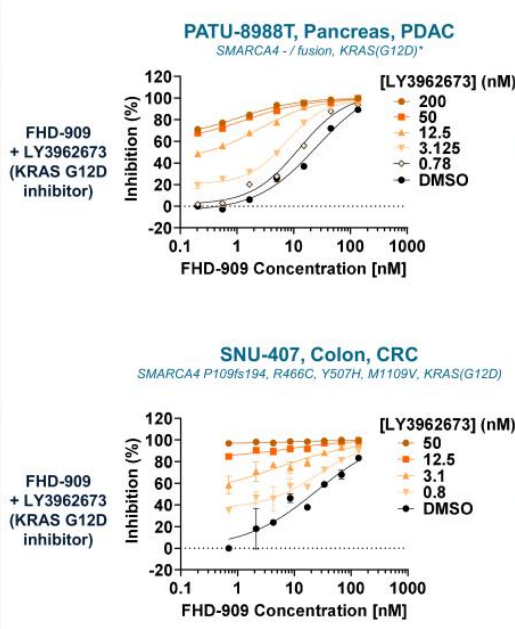 PATU-8988T, Pancreas, PDAC
SMARCA4 - / fusion, KRAS(G12D)*
FHD-909
+ LY3962673
(KRAS G12D
inhibitor)
Inhibition (%)
120
100
80
60
40
20
0
-20
0.1 1 10 100 1000
FHD-909 Concentration [nM]
[LY3962673] (nM)
200
50
12.5
3.125
0.78
DMSO
SNU-407, Colon, CRC
SMARCA4 P109fs194, R466C, Y507H, M1109V, KRAS(G12D)
FHD-909
+ LY3962673
(KRAS G12D
inhibitor)
Inhibition (%)
120
100
80
60
40
20
0
-20
0.1 1 10 100 1000
FHD-909 Concentration [nM]
[LY3962673] (nM)
50
12.5
3.1
0.8
DMSO